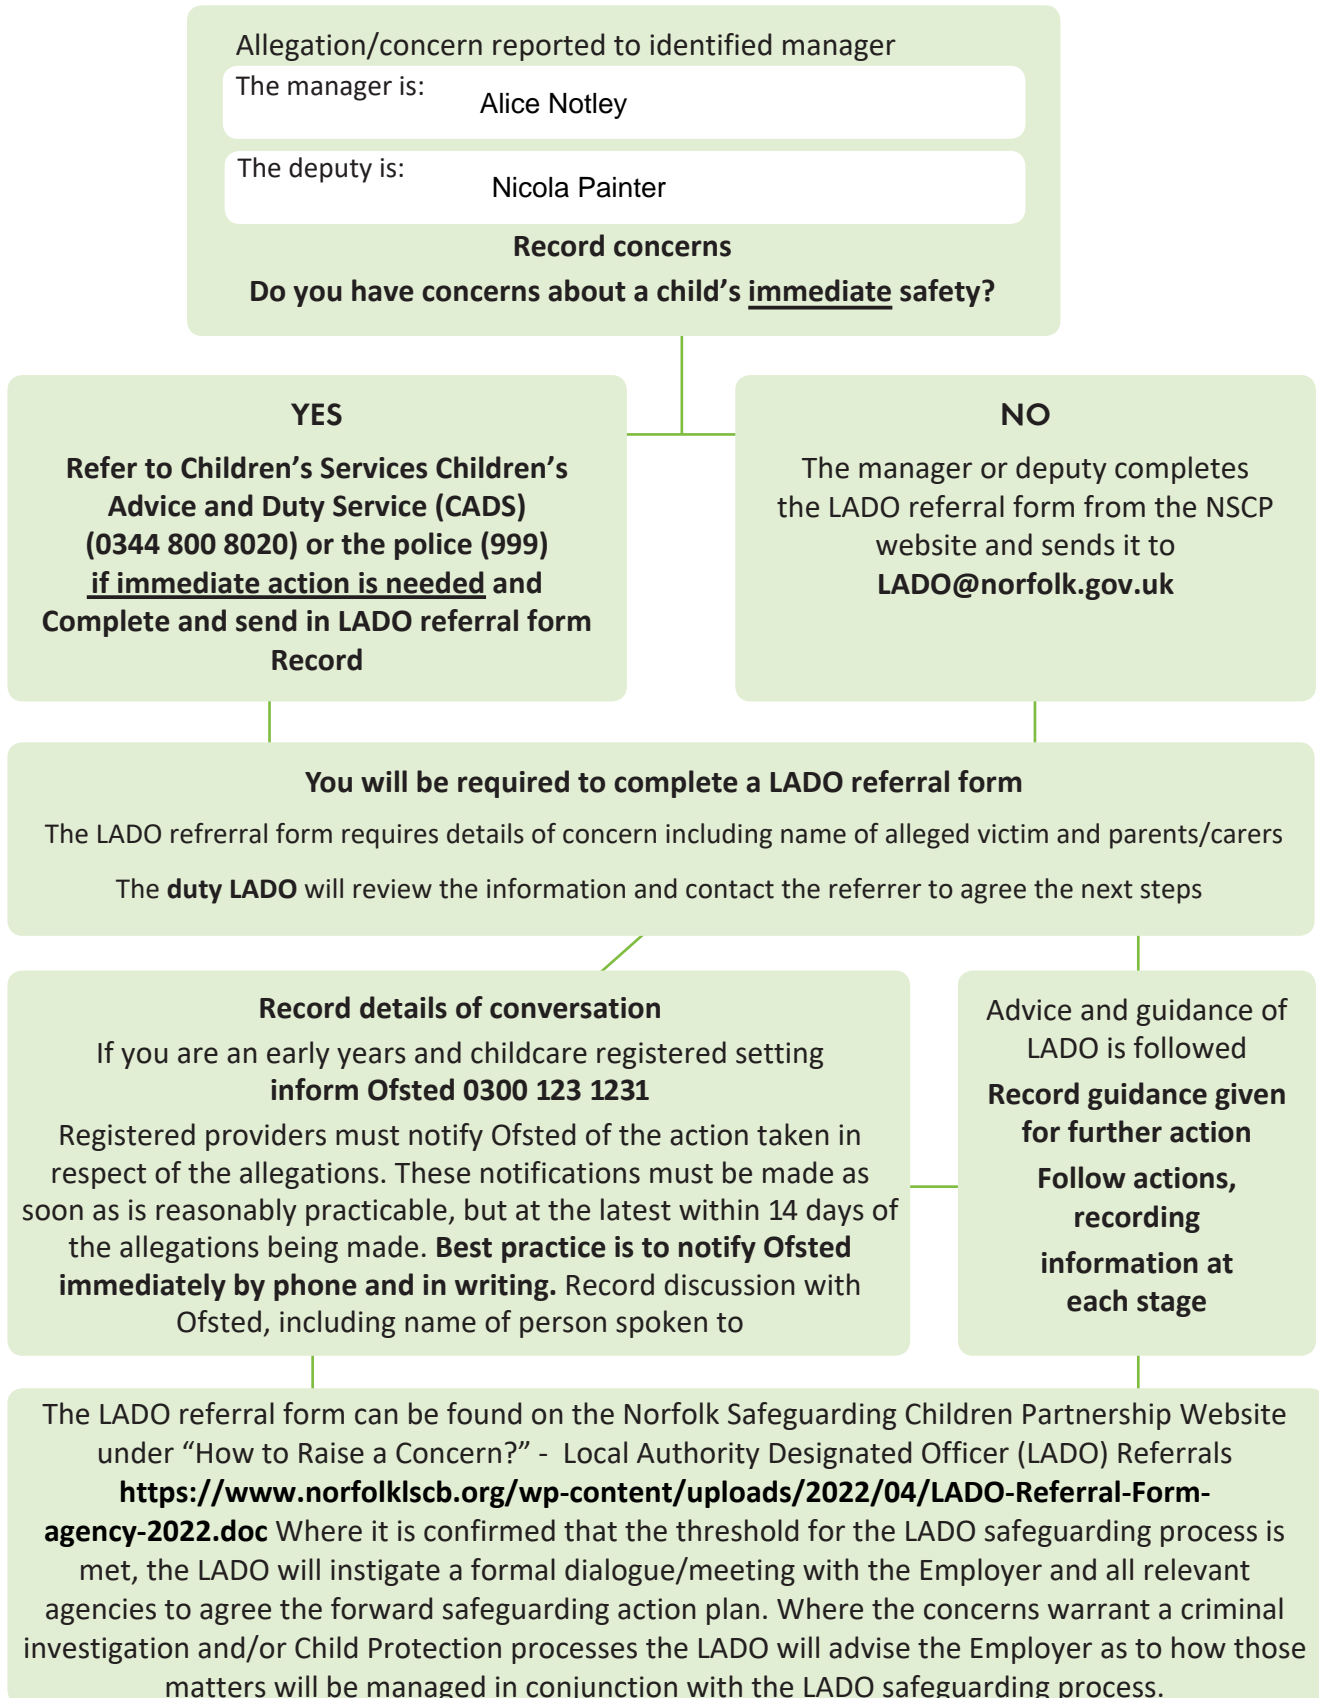 Allegation/concern reported to identified manager
The manager is:
Alice Notley
The deputy is:
Nicola Painter
Record concerns
Do you have concerns about a child’s immediate safety?
YES
Refer to Children’s Services Children’s
Advice and Duty Service (CADS)
(0344 800 8020) or the police (999)
if immediate action is needed and
Complete and send in LADO referral form
Record
NO
The manager or deputy completes
the LADO referral form from the NSCP
website and sends it to
LADO@norfolk.gov.uk
You will be required to complete a LADO referral form
The LADO refrerral form requires details of concern including name of alleged victim and parents/carers
The duty LADO will review the information and contact the referrer to agree the next steps
Record details of conversation
If you are an early years and childcare registered setting
inform Ofsted 0300 123 1231
Registered providers must notify Ofsted of the action taken in
respect of the allegations. These notifications must be made as
soon as is reasonably practicable, but at the latest within 14 days of
the allegations being made. Best practice is to notify Ofsted
immediately by phone and in writing. Record discussion with
Ofsted, including name of person spoken to
Advice and guidance of
LADO is followed
Record guidance given
for further action
Follow actions,
recording
information at
each stage
The LADO referral form can be found on the Norfolk Safeguarding Children Partnership Website
under “How to Raise a Concern?” - Local Authority Designated Officer (LADO) Referrals
https://www.norfolklscb.org/wp-content/uploads/2022/04/LADO-Referral-Form-
agency-2022.doc Where it is confirmed that the threshold for the LADO safeguarding process is
met, the LADO will instigate a formal dialogue/meeting with the Employer and all relevant
agencies to agree the forward safeguarding action plan. Where the concerns warrant a criminal
investigation and/or Child Protection processes the LADO will advise the Employer as to how those
matters will be managed in conjunction with the LADO safeguarding process.